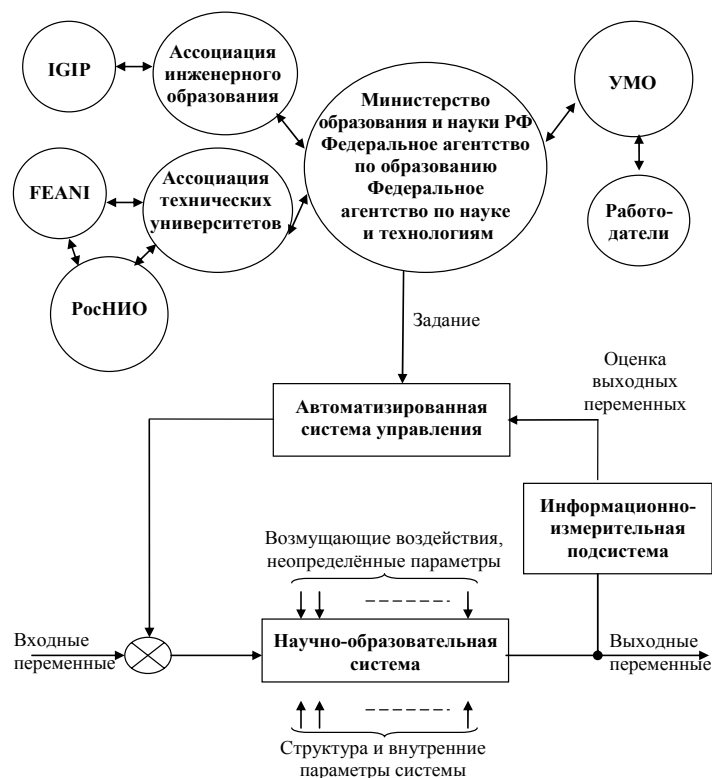 IGIP
Ассоциация
инженерного
образования
Министерство
образования и науки РФ
Федеральное агентство
по образованию
Федеральное
агентство по науке
и технологиям
УМО
FEANI
Ассоциация
технических
университетов
Работо-
датели
РосНИО
Задание
Оценка
выходных
переменных
Автоматизированная
система управления
Информационно-
измерительная
подсистема
Возмущающие воздействия,
неопределённые параметры
Входные
переменные
Научно-образовательная
система
Выходные
переменные
Структура и внутренние
параметры системы